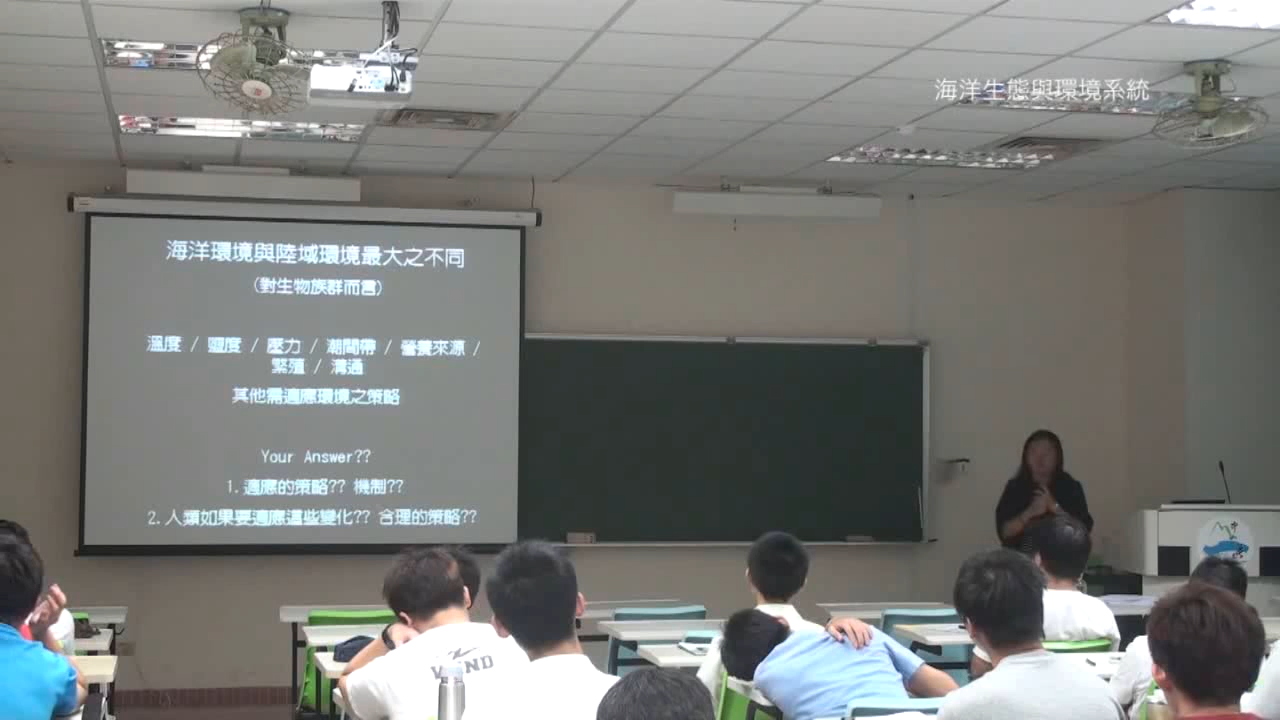 海洋生態與環境系統
海洋環境與陸域環境最大之不同
(對生物族群而言)
溫度 / 鹽度 / 壓力 / 潮間帶 / 營養來源 /
繁殖 / 溝通
其他需適應環境之策略
Your Answer??
1.適應的策略?? 機制??
2.人類如果要適應這些變化?? 合理的策略??